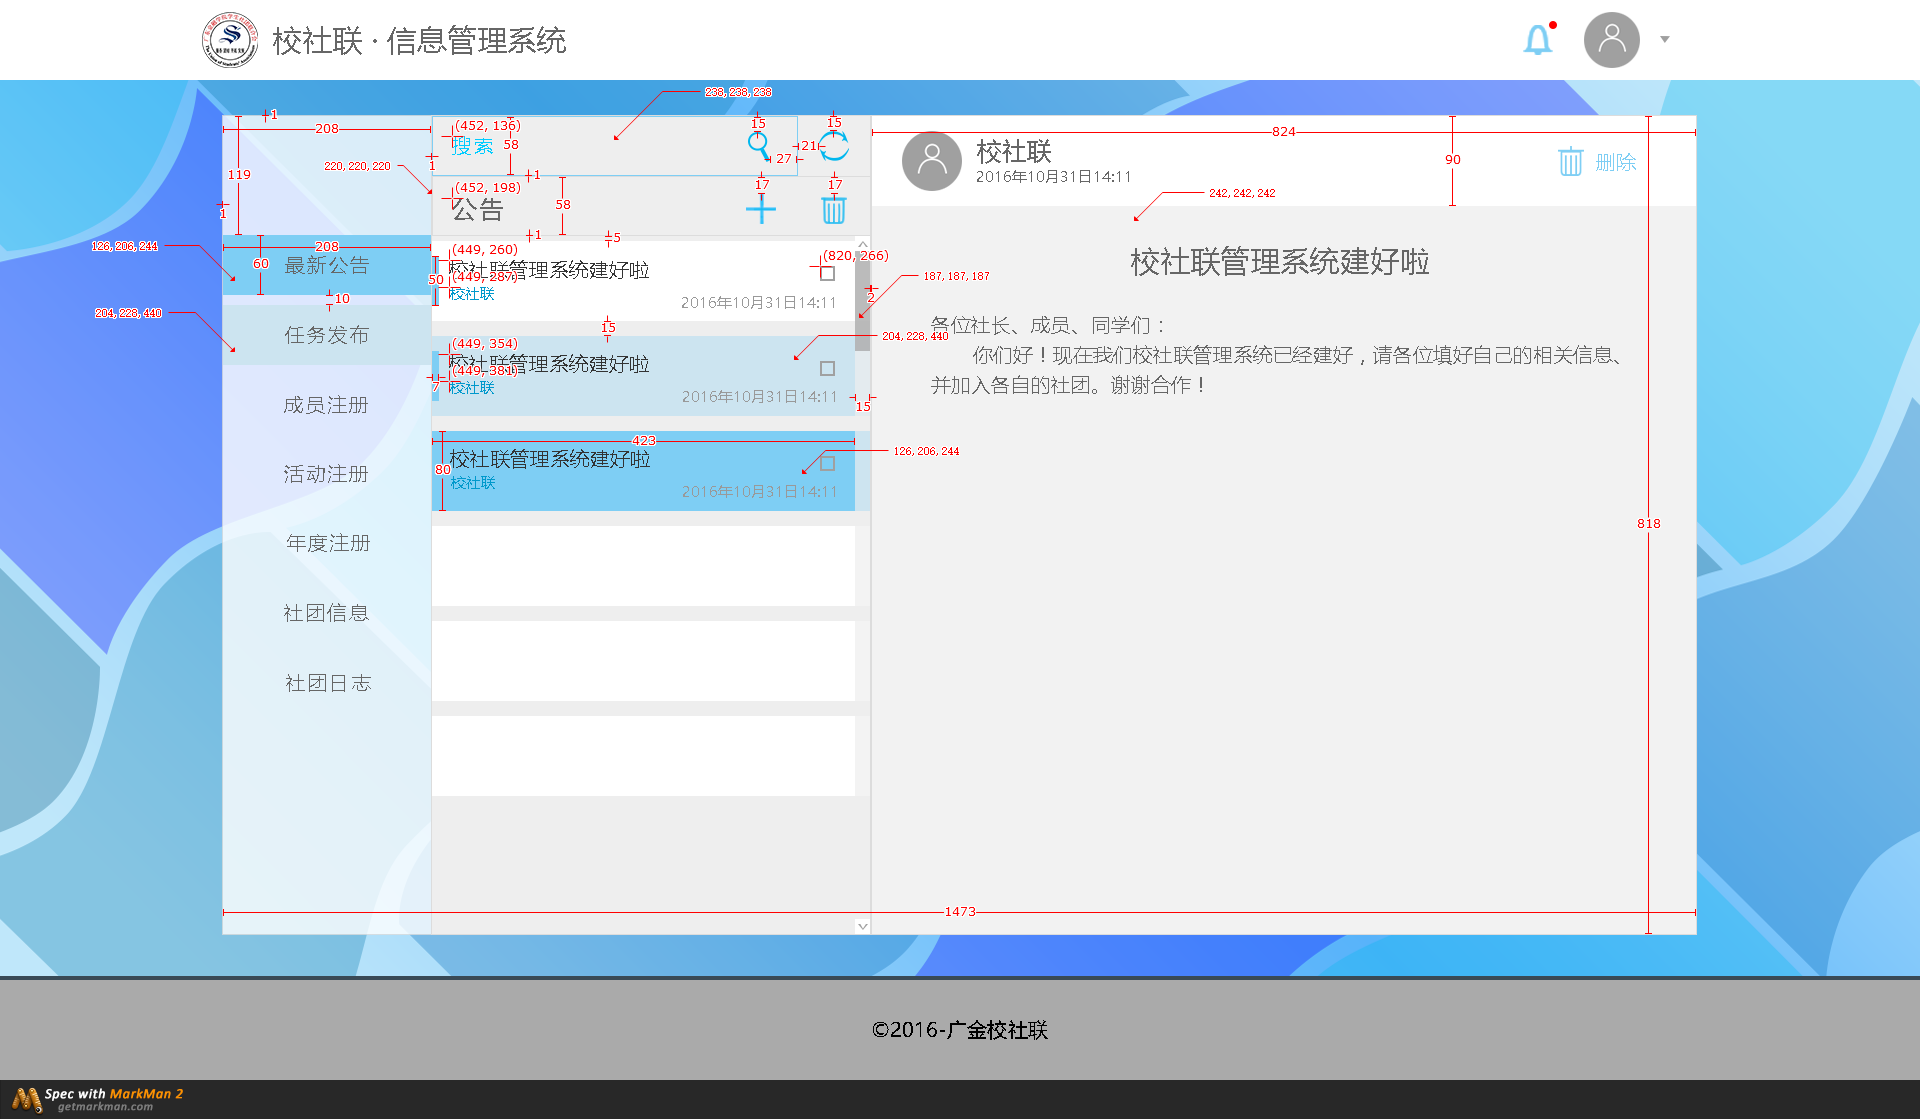 校社联 · 信息管理系统
238, 238, 238
1
208
(452, 136)
搜索
58
15
27
21
15
1
1
220, 220, 220
119
1
(452, 198)
公告
58
17
17
1
5
824
校社联
2016年10月31日14:11
90
删除
242, 242, 242
126, 206, 244
208
60
最新公告
10
204, 228, 440
任务发布
成员注册
活动注册
年度注册
社团信息
社团日志
(449, 260)
校社联管理系统建好啦
(449, 287)
校社联
50
(820, 266)
2016年10月31日14:11
187, 187, 187
2
15
(449, 354)
校社联管理系统建好啦
(449, 381)
校社联
7
2016年10月31日14:11
204, 228, 440
15
423
校社联管理系统建好啦
80
校社联
2016年10月31日14:11
126, 206, 244
校社联管理系统建好啦
各位社长、成员、同学们：
你们好！现在我们校社联管理系统已经建好，请各位填好自己的相关信息、
并加入各自的社团。谢谢合作！
818
1473
©2016-广金校社联
Spec with MarkMan 2
getmarkman.com